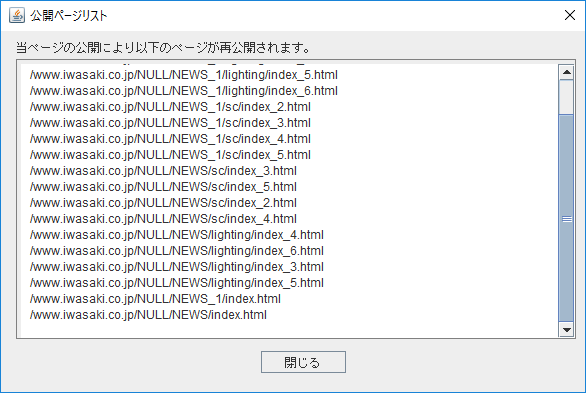 公開ページリスト
当ページの公開により以下のページが再公開されます。
/www.iwasaki.co.jp/NULL/NEWS_1/lighting/index_5.html
/www.iwasaki.co.jp/NULL/NEWS_1/lighting/index_6.html
/www.iwasaki.co.jp/NULL/NEWS_1/sc/index_2.html
/www.iwasaki.co.jp/NULL/NEWS_1/sc/index_3.html
/www.iwasaki.co.jp/NULL/NEWS_1/sc/index_4.html
/www.iwasaki.co.jp/NULL/NEWS_1/sc/index_5.html
/www.iwasaki.co.jp/NULL/NEWS/sc/index_3.html
/www.iwasaki.co.jp/NULL/NEWS/sc/index_5.html
/www.iwasaki.co.jp/NULL/NEWS/sc/index_2.html
/www.iwasaki.co.jp/NULL/NEWS/sc/index_4.html
/www.iwasaki.co.jp/NULL/NEWS/lighting/index_4.html
/www.iwasaki.co.jp/NULL/NEWS/lighting/index_6.html
/www.iwasaki.co.jp/NULL/NEWS/lighting/index_3.html
/www.iwasaki.co.jp/NULL/NEWS/lighting/index_5.html
/www.iwasaki.co.jp/NULL/NEWS_1/index.html
/www.iwasaki.co.jp/NULL/NEWS/index.html
閉じる